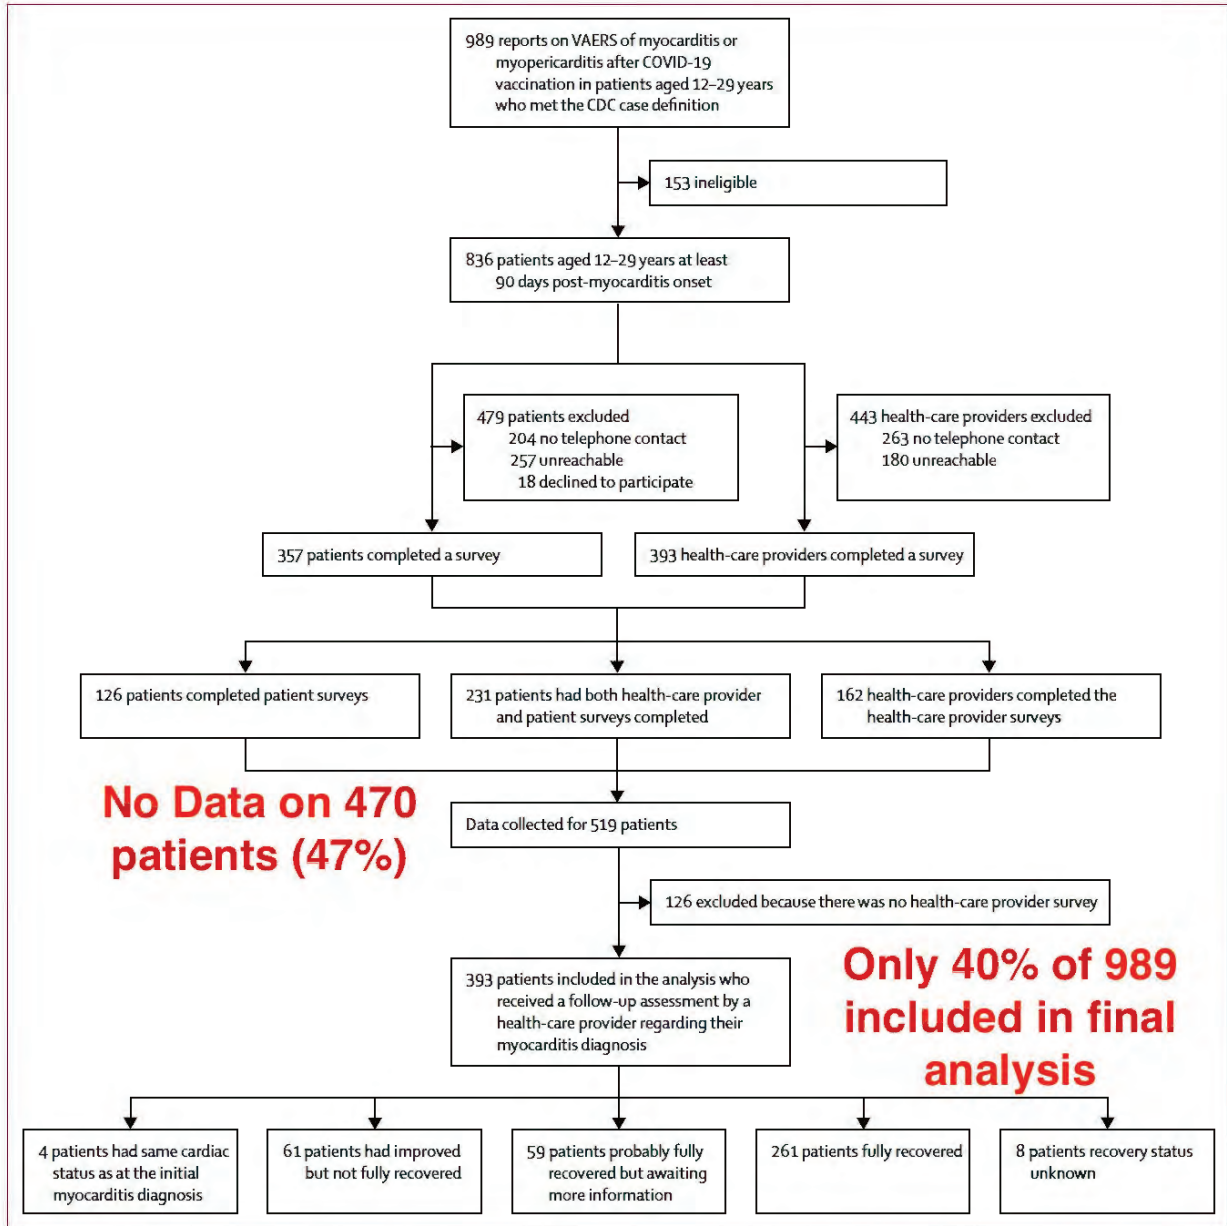 989 reports on VAERS of myocarditis or
myopericarditis after COVID-19
vaccination in patients aged 12–29 years
who met the CDC case definition
153 ineligible
836 patients aged 12–29 years at least
90 days post-myocarditis onset
479 patients excluded
204 no telephone contact
257 unreachable
18 declined to participate
443 health-care providers excluded
263 no telephone contact
180 unreachable
357 patients completed a survey
393 health-care providers completed a survey
126 patients completed patient surveys
231 patients had both health-care provider
and patient surveys completed
162 health-care providers completed the
health-care provider surveys
No Data on 470
patients (47%)
Data collected for 519 patients
126 excluded because there was no health-care provider survey
393 patients included in the analysis who
received a follow-up assessment by a
health-care provider regarding their
myocarditis diagnosis
Only 40% of 989
included in final
analysis
4 patients had same cardiac
status as at the initial
myocarditis diagnosis
61 patients had improved
but not fully recovered
59 patients probably fully
recovered but awaiting
more information
261 patients fully recovered
8 patients recovery status
unknown